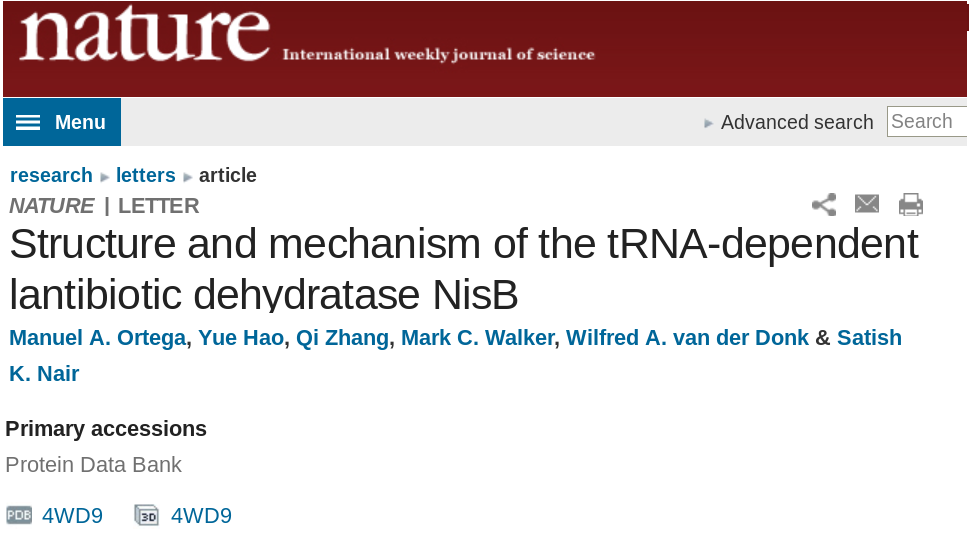 nature International weekly journal of science
Menu Advanced search Search
research letters article
NATURE | LETTER
Structure and mechanism of the tRNA-dependent
lantibiotic dehydratase NisB
Manuel A. Ortega, Yue Hao, Qi Zhang, Mark C. Walker, Wilfred A. van der Donk & Satish
K. Nair
Primary accessions
Protein Data Bank
PDB 4WD9 3D 4WD9